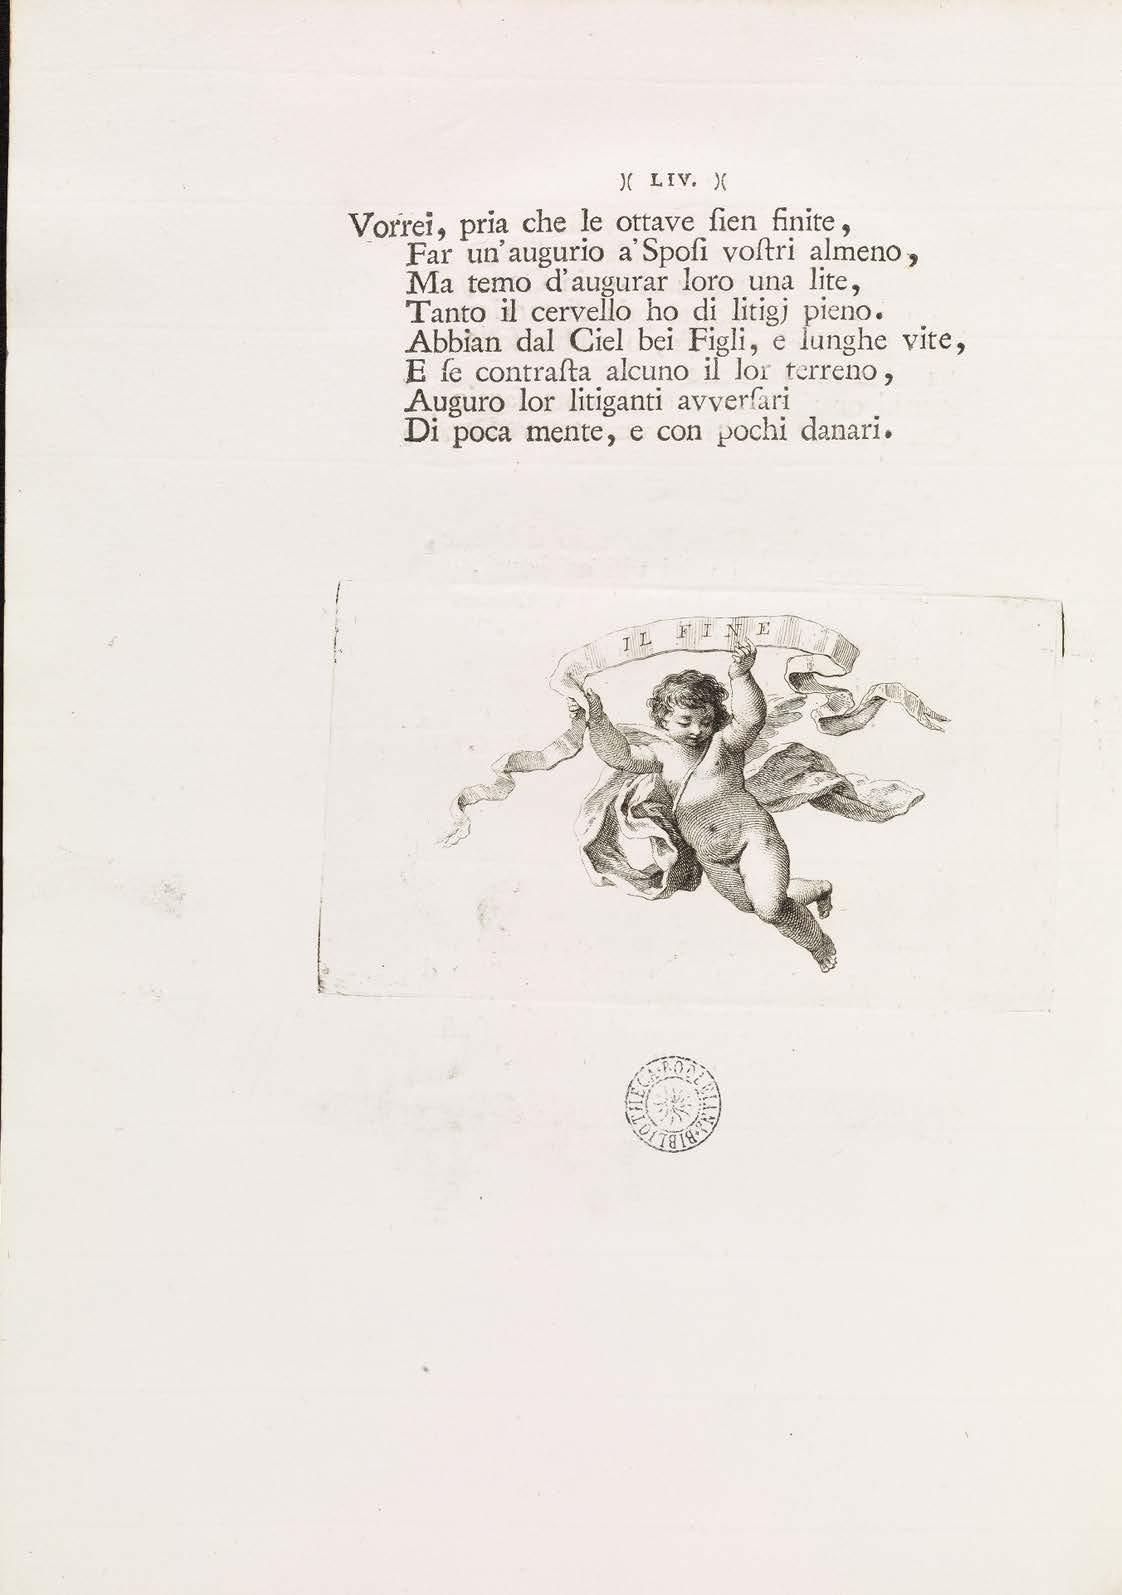 )( LIV. )(
Vorrei, pria che le ottave ſien finite,
Far un'augurio a'Spoſi voſtri almeno,
Ma temo d'augurar loro una lite,
Tanto il cervello ho di litigj pieno.
Abbian dal Ciel bei Figli, e lunghe vite,
E ſe contraſta alcuno il lor terreno,
Auguro lor litiganti avverſari
Di poca mente, e con pochi danari.
IL FINE
BIBLIOTHECA